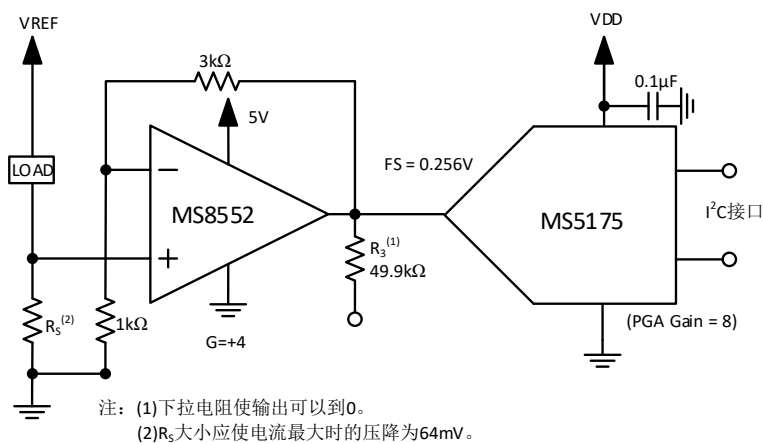 VREF
VDD
3kΩ
0.1μF
5V
LOAD
FS = 0.256V
MS8552
MS5175
I²C接口
R₃⁽¹⁾
49.9kΩ
Rₛ⁽²⁾
1kΩ
G=+4
(PGA Gain = 8)
注：(1)下拉电阻使输出可以到0。
(2)Rₛ大小应使电流最大时的压降为64mV。